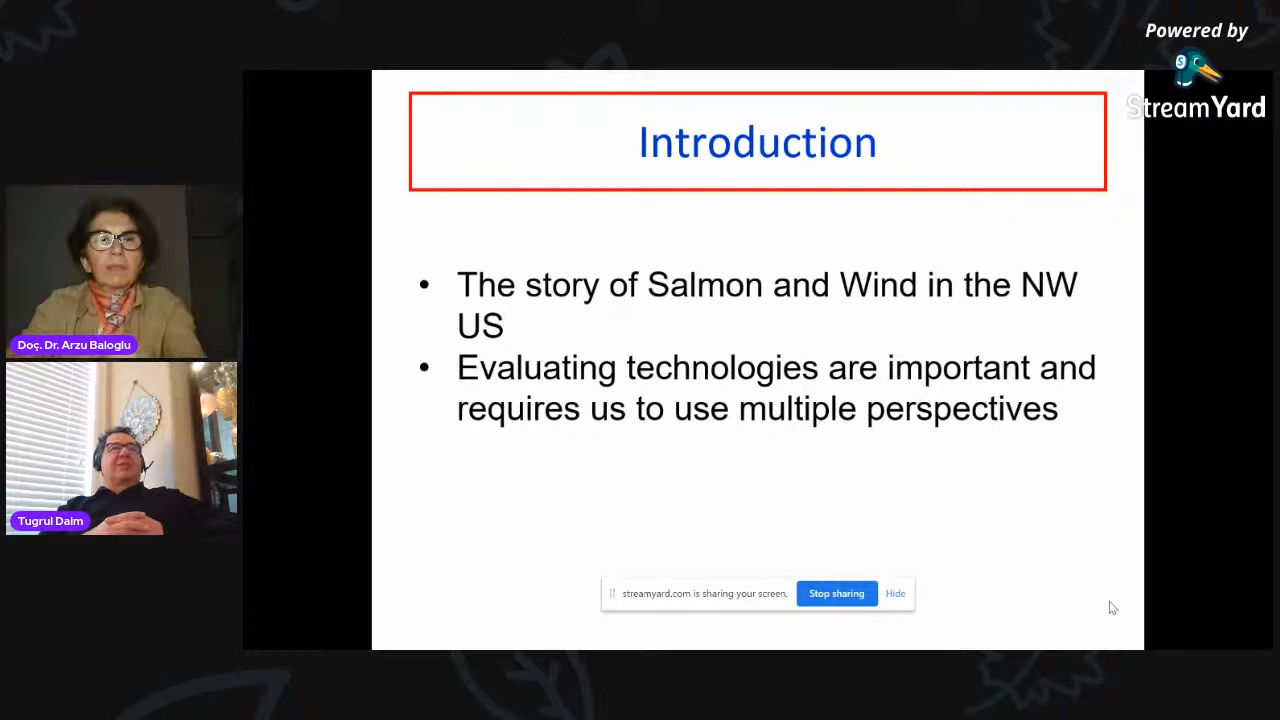 Powered by
StreamYard
Introduction
• The story of Salmon and Wind in the NW
US
• Evaluating technologies are important and
requires us to use multiple perspectives
Doç. Dr. Arzu Baloglu
Tugrul Daim
streamyard.com is sharing your screen. Stop sharing Hide